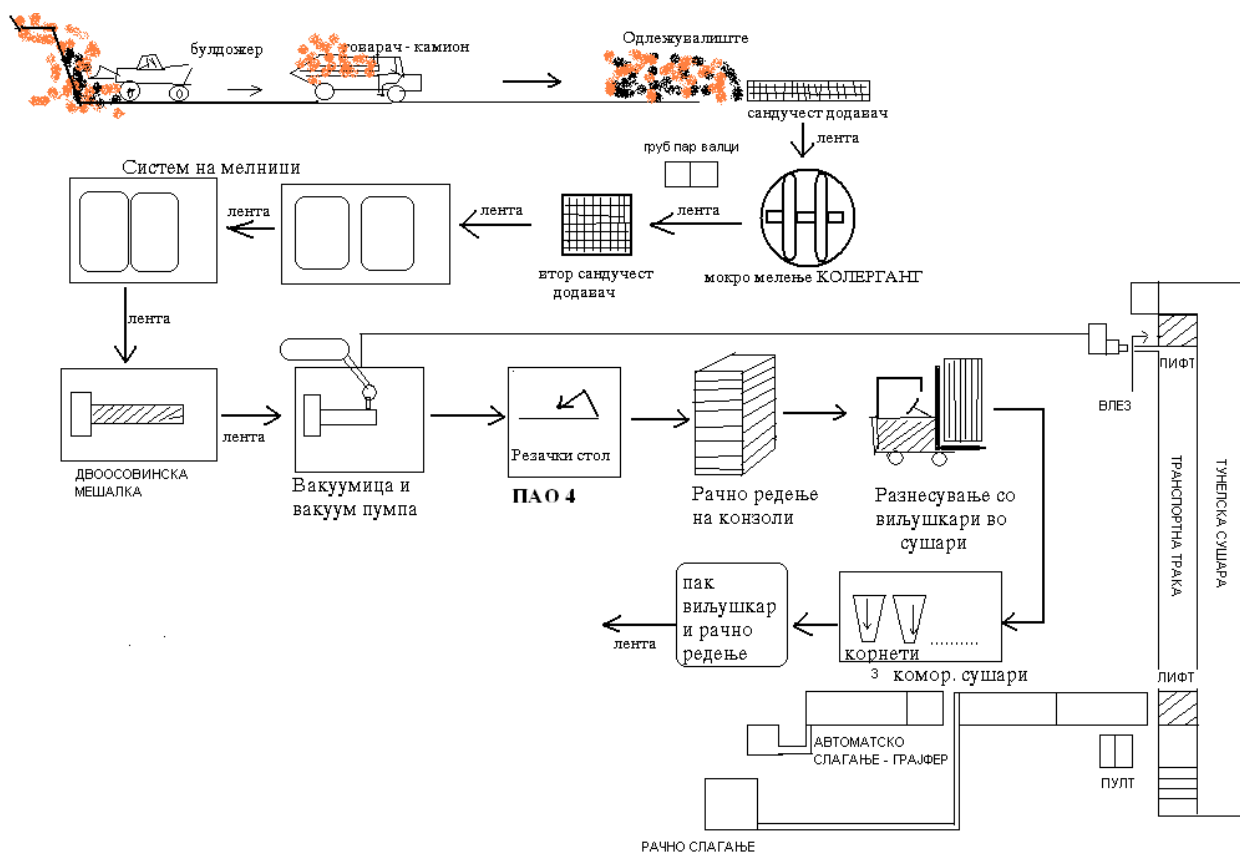 булдожер
товарач - камион
Одлежувалиште
сандучест додавач
лента
груб пар валци
Систем на мелници
лента
лента
лента
втор сандучест
додавач
мокро мелење КОЛЕРГАНГ
лента
лента
ДВООСОВИНСКА
МЕШАЛКА
Вакуумица и
вакуум пумпа
Резачки стол
ПАО 4
Рачно редење
на конзоли
Разнесување со
виљушкари во
сушари
ЛИФТ
ВЛЕЗ
ТРАНСПОРТНА ТРАКА
ТУНЕЛСКА СУШАРА
пак
виљушкар
и рачно
редење
лента
корнети
3 комор. сушари
ЛИФТ
АВТОМАТСКО
СЛАГАЊЕ - ГРАЈФЕР
ПУЛТ
РАЧНО СЛАГАЊЕ